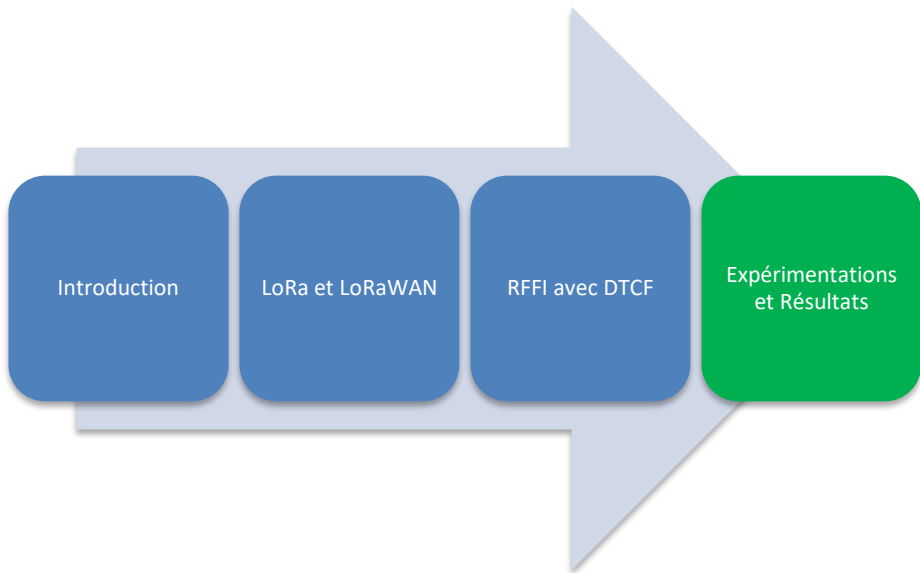 Introduction
LoRa et LoRaWAN
RFFI avec DTCF
Expérimentations
et Résultats